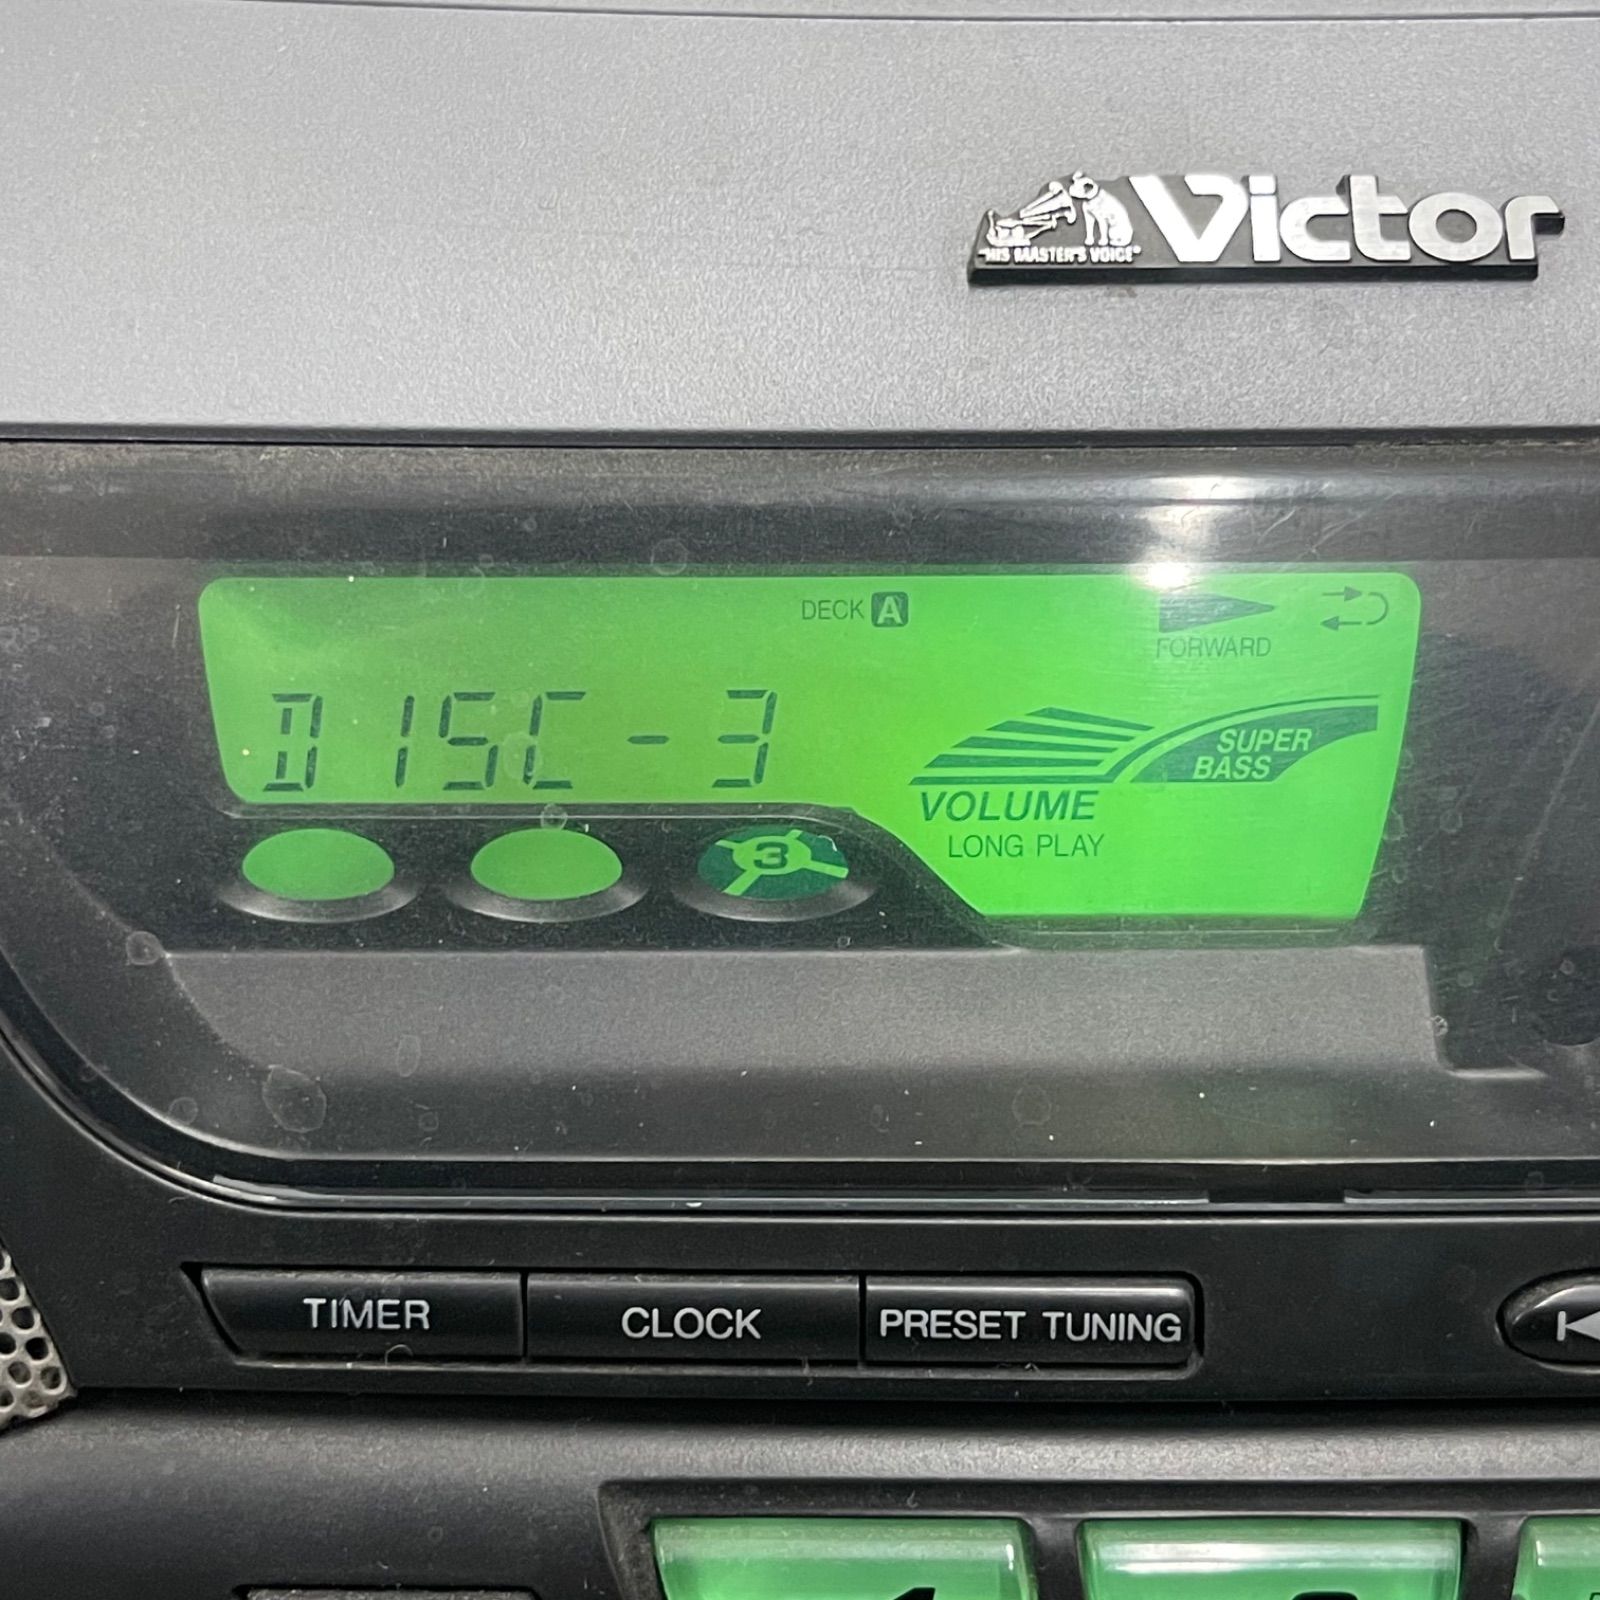 "HIS MASTER'S VOICE" Victor
DECK A
FORWARD
DISC-3
SUPER
BASS
VOLUME
LONG PLAY
3
TIMER CLOCK PRESET TUNING